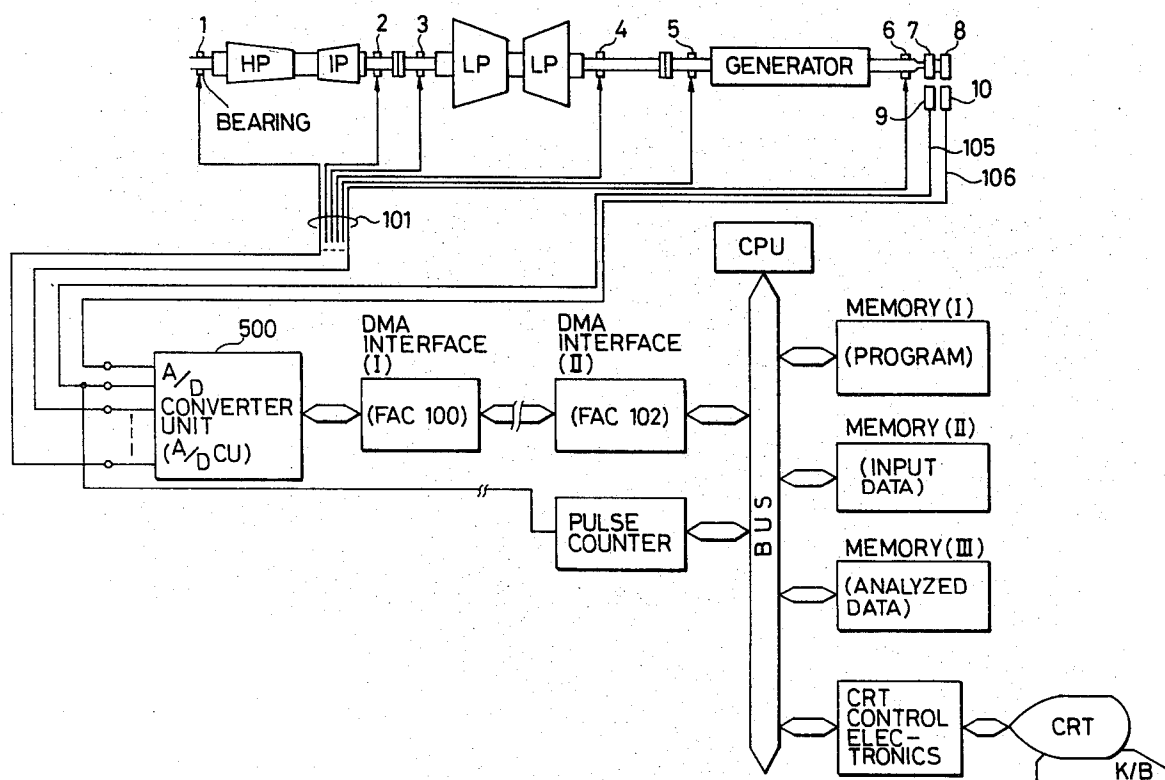 1 2 3 4 5 6 7 8
HP IP LP LP GENERATOR
BEARING
9 10
105
106
101
CPU
500
DMA
INTERFACE
(I)
DMA
INTERFACE
(II)
MEMORY (I)
(PROGRAM)
A/D
CONVERTER
UNIT
(A/D CU)
(FAC 100)
(FAC 102)
MEMORY (II)
(INPUT
DATA)
PULSE
COUNTER
BUS
MEMORY (III)
(ANALYZED
DATA)
CRT
CONTROL
ELEC-
TRONICS
CRT
K/B